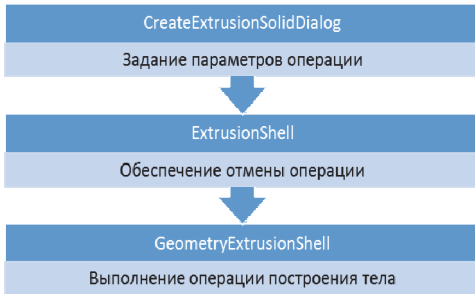 CreateExtrusionSolidDialog
Задание параметров операции
ExtrusionShell
Обеспечение отмены операции
GeometryExtrusionShell
Выполнение операции построения тела